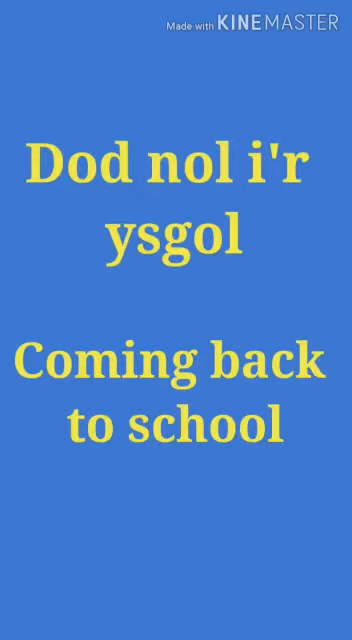 Made with KINEMASTER
Dod nol i'r
ysgol
Coming back
to school